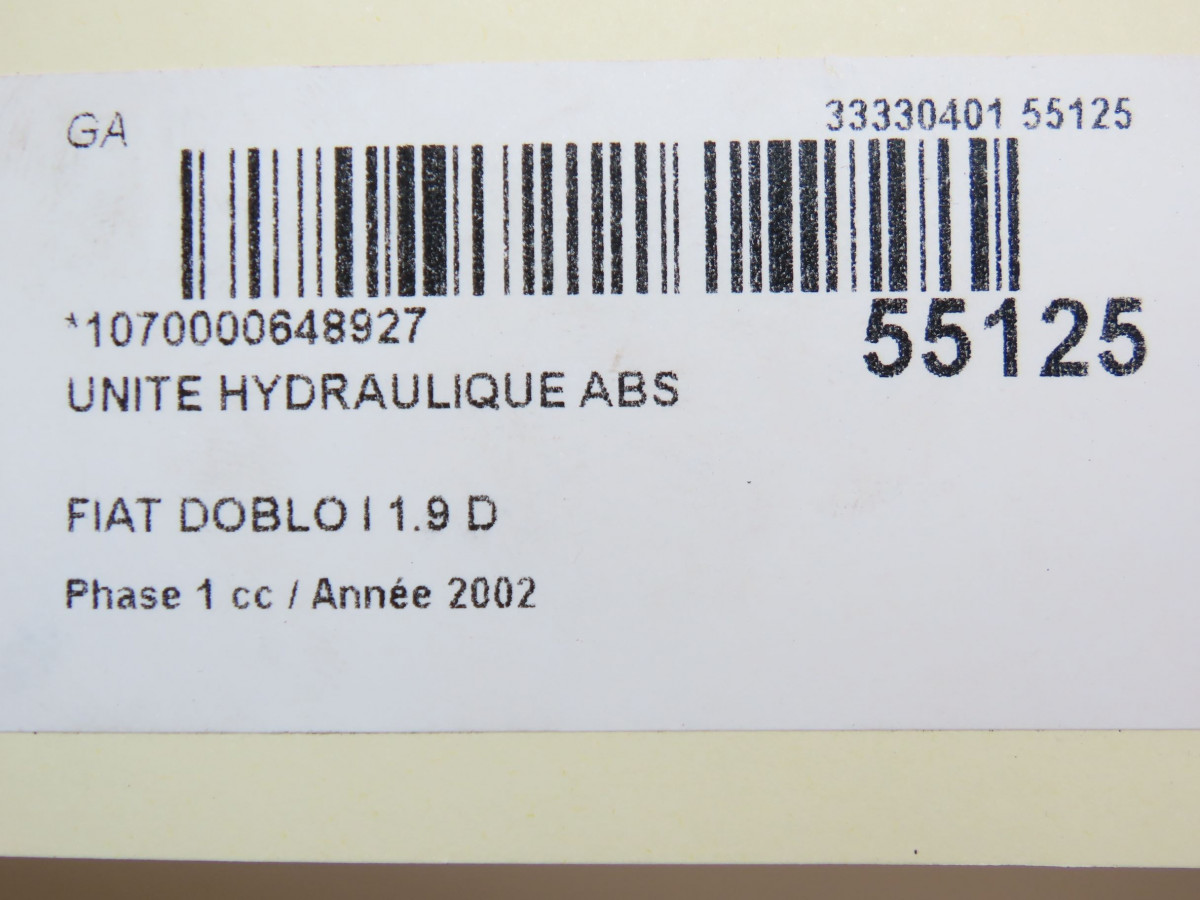 GA
33330401 55125
*1070000648927
55125
UNITE HYDRAULIQUE ABS
FIAT DOBLO I 1.9 D
Phase 1 cc / Année 2002